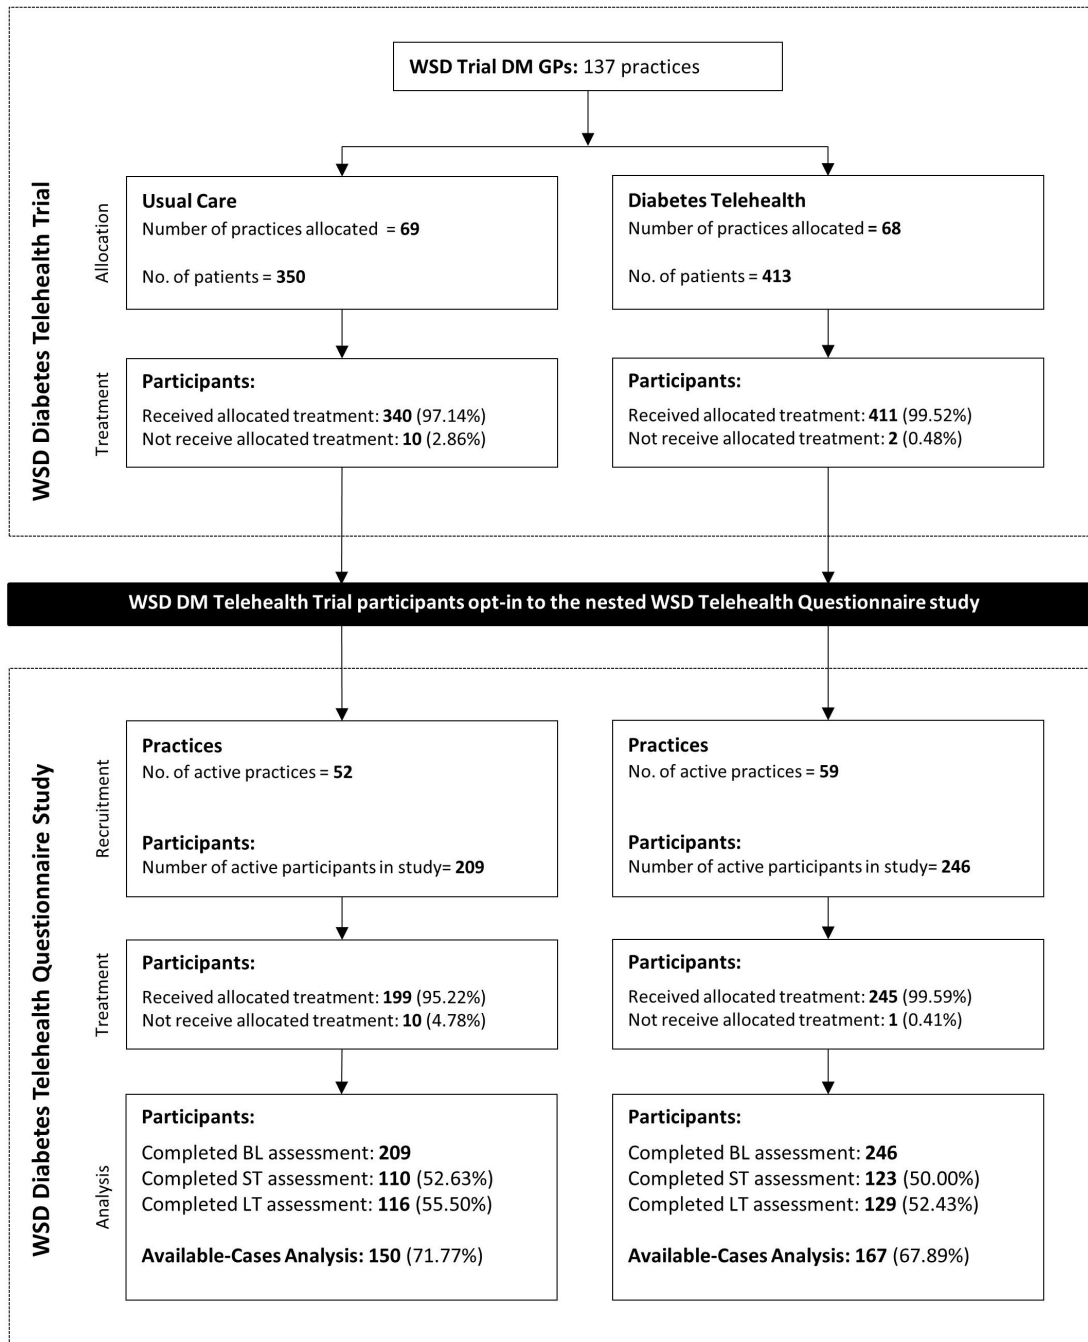 WSD Trial DM GPs: 137 practices
WSD Diabetes Telehealth Trial
Allocation
Usual Care
Number of practices allocated = 69
No. of patients = 350
Diabetes Telehealth
Number of practices allocated = 68
No. of patients = 413
Treatment
Participants:
Received allocated treatment: 340 (97.14%)
Not receive allocated treatment: 10 (2.86%)
Participants:
Received allocated treatment: 411 (99.52%)
Not receive allocated treatment: 2 (0.48%)
WSD DM Telehealth Trial participants opt-in to the nested WSD Telehealth Questionnaire study
WSD Diabetes Telehealth Questionnaire Study
Recruitment
Practices
No. of active practices = 52
Participants:
Number of active participants in study= 209
Practices
No. of active practices = 59
Participants:
Number of active participants in study= 246
Treatment
Participants:
Received allocated treatment: 199 (95.22%)
Not receive allocated treatment: 10 (4.78%)
Participants:
Received allocated treatment: 245 (99.59%)
Not receive allocated treatment: 1 (0.41%)
Analysis
Participants:
Completed BL assessment: 209
Completed ST assessment: 110 (52.63%)
Completed LT assessment: 116 (55.50%)
Available-Cases Analysis: 150 (71.77%)
Participants:
Completed BL assessment: 246
Completed ST assessment: 123 (50.00%)
Completed LT assessment: 129 (52.43%)
Available-Cases Analysis: 167 (67.89%)